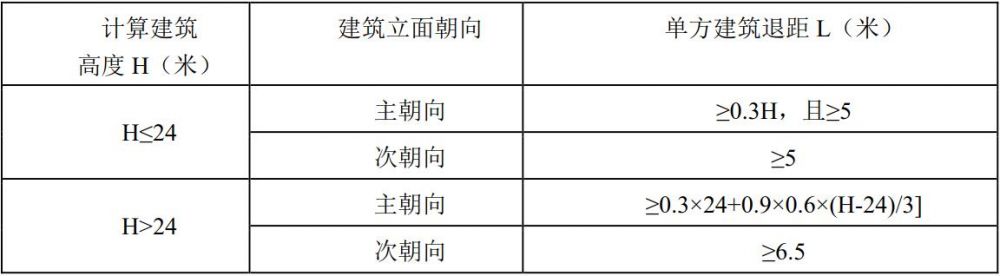 计算建筑
高度 H（米）
建筑立面朝向
单方建筑退距 L（米）
H≤24
主朝向
≥0.3H，且≥5
次朝向
≥5
H>24
主朝向
≥0.3×24+0.9×0.6×(H-24)/3]
次朝向
≥6.5